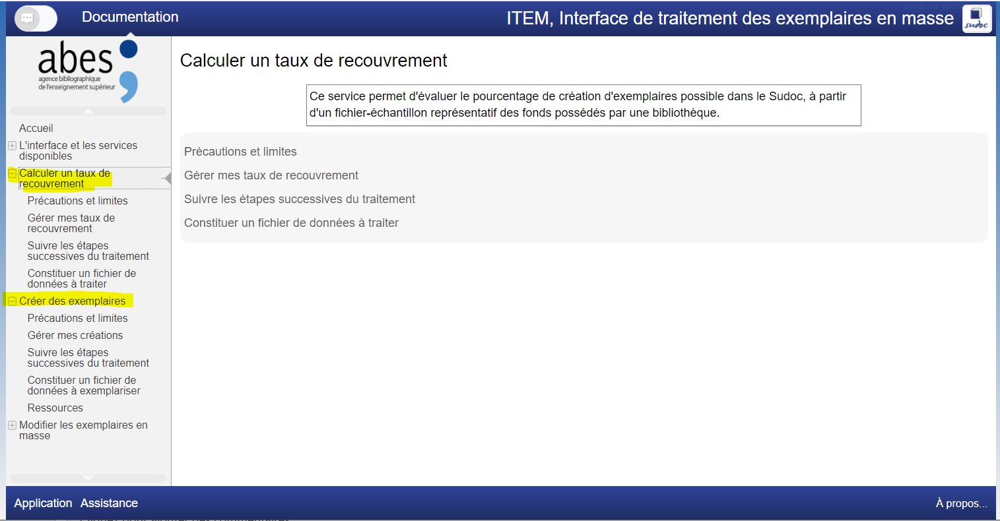 Documentation
ITEM, Interface de traitement des exemplaires en masse
sudoc
abes
agence bibliographique
de l'enseignement supérieur
Accueil
L'interface et les services
disponibles
Calculer un taux de
recouvrement
Précautions et limites
Gérer mes taux de
recouvrement
Suivre les étapes
successives du traitement
Constituer un fichier de
données à traiter
Créer des exemplaires
Précautions et limites
Gérer mes créations
Suivre les étapes
successives du traitement
Constituer un fichier de
données à exemplariser
Ressources
Modifier les exemplaires en
masse
Calculer un taux de recouvrement
Ce service permet d'évaluer le pourcentage de création d'exemplaires possible dans le Sudoc, à partir
d'un fichier-échantillon représentatif des fonds possédés par une bibliothèque.
Précautions et limites
Gérer mes taux de recouvrement
Suivre les étapes successives du traitement
Constituer un fichier de données à traiter
Application Assistance
À propos...